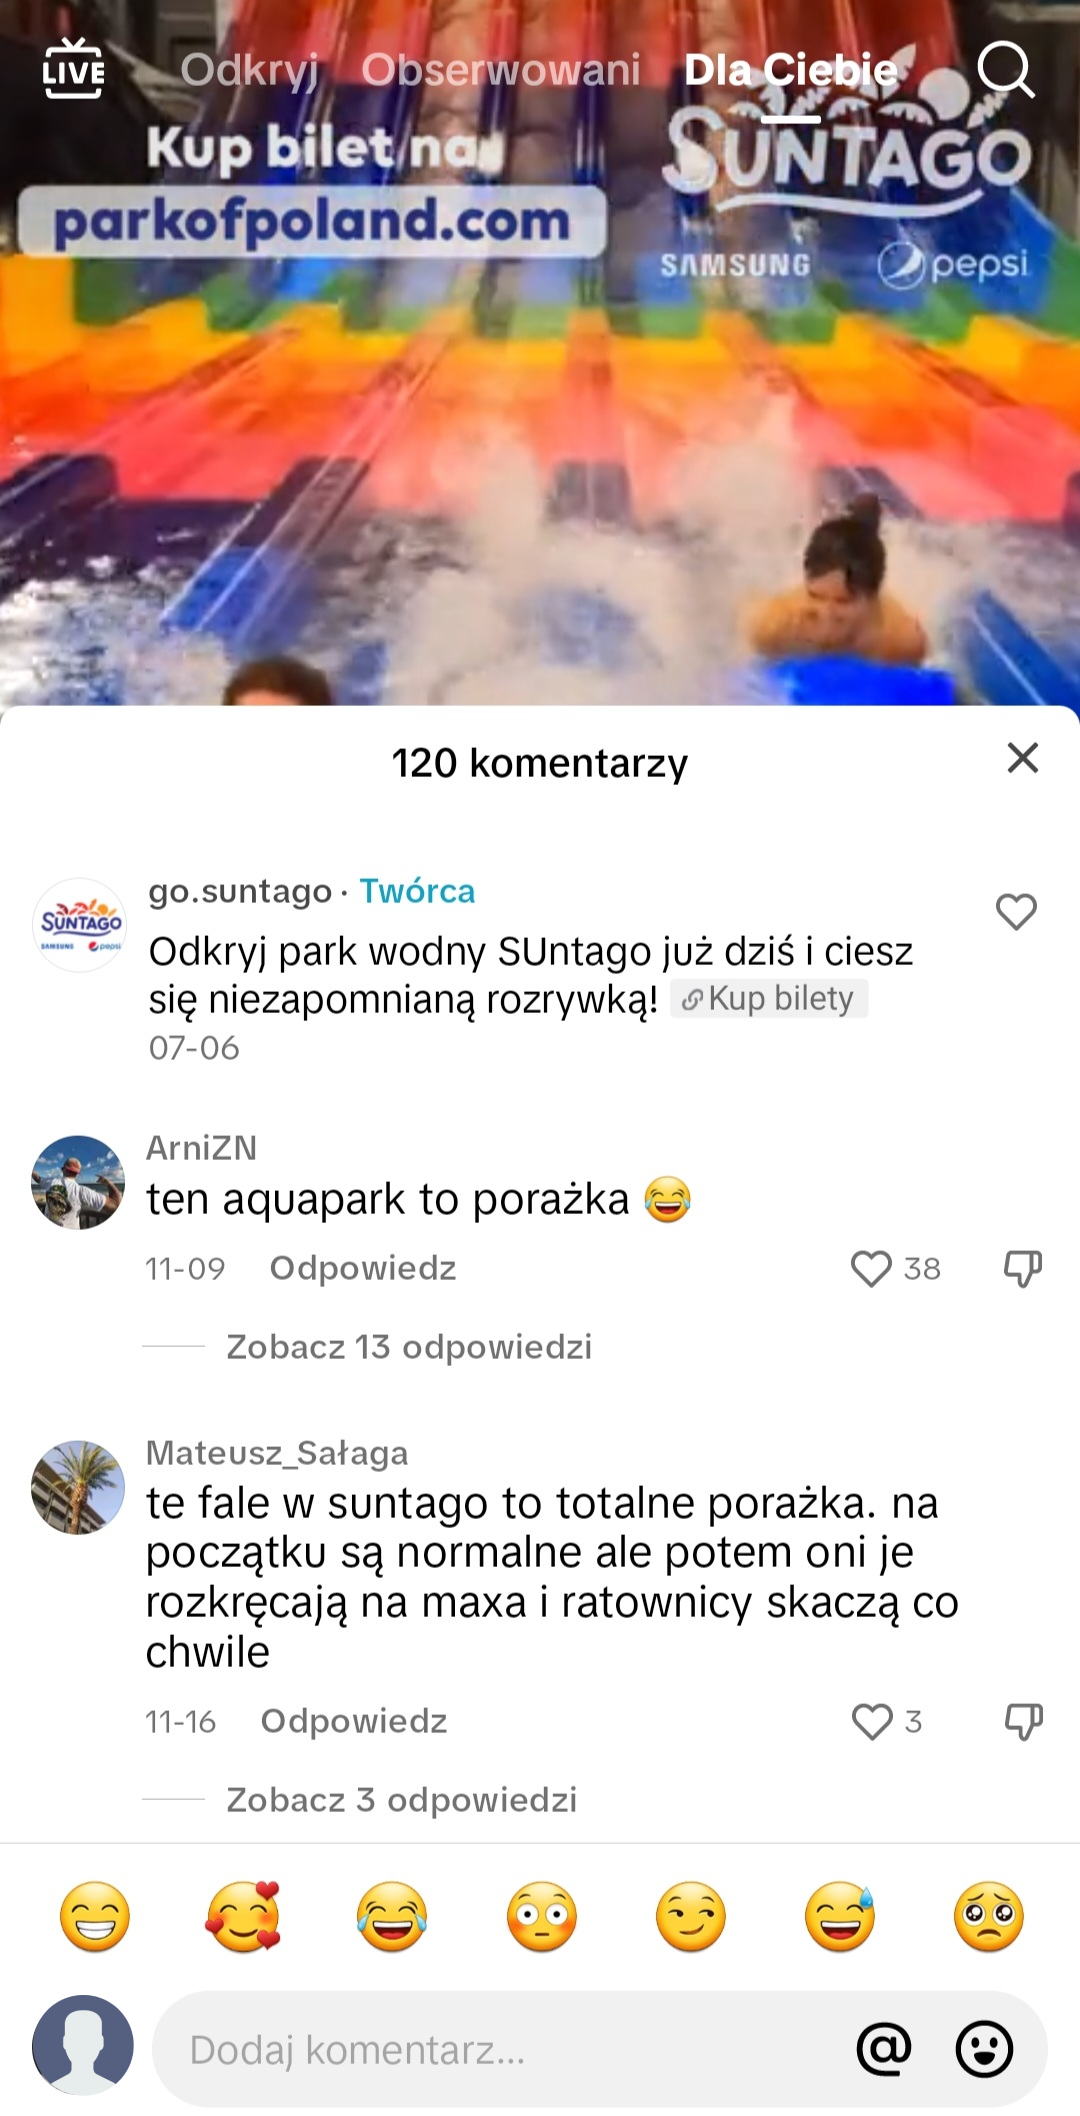 LIVE
Odkryj Obserwowani Dla Ciebie
Kup bilet na
parkofpoland.com
SUNTAGO
SAMSUNG pepsi
120 komentarzy
SUNTAGO
SAMSUNG pepsi
go.suntago · Twórca
Odkryj park wodny SUntago już dziś i ciesz
się niezapomnianą rozrywką! Kup bilety
07-06
ArniZN
ten aquapark to porażka 😂
11-09 Odpowiedz 38
Zobacz 13 odpowiedzi
Mateusz_Sałaga
te fale w suntago to totalne porażka. na
początku są normalne ale potem oni je
rozkręcają na maxa i ratownicy skaczą co
chwile
11-16 Odpowiedz 3
Zobacz 3 odpowiedzi
Dodaj komentarz... @